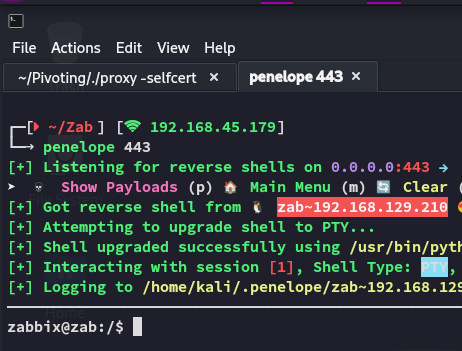 File Actions Edit View Help
~/Pivoting/./proxy -selfcert × penelope 443 ×
~/Zab ] [ 192.168.45.179]
penelope 443
[+] Listening for reverse shells on 0.0.0.0:443 →
➤ 💀 Show Payloads (p) 🏠 Main Menu (m) 🔄 Clear (
[+] Got reverse shell from 🐧 zab~192.168.129.210
[+] Attempting to upgrade shell to PTY...
[+] Shell upgraded successfully using /usr/bin/pyth
[+] Interacting with session [1], Shell Type: PTY,
[+] Logging to /home/kali/.penelope/zab~192.168.129
zabbix@zab:/$